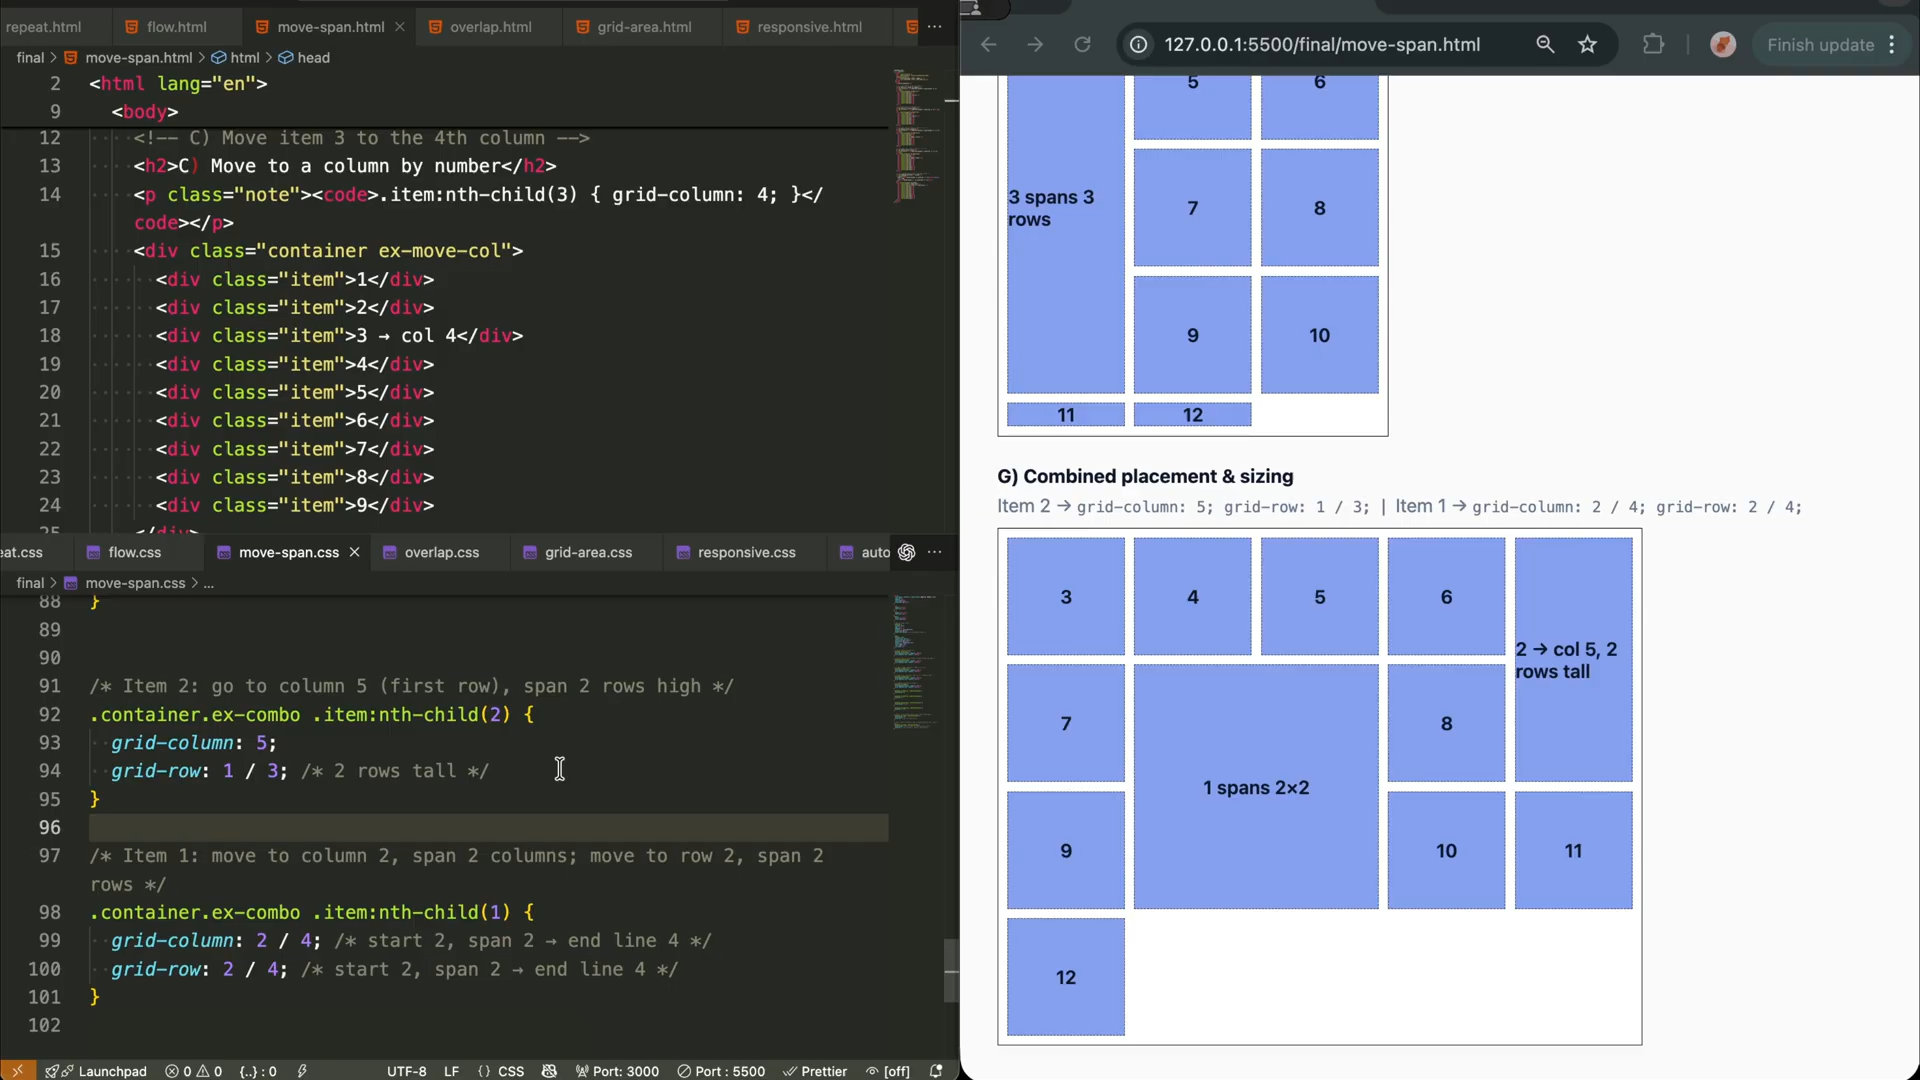 repeat.html flow.html move-span.html overlap.html grid-area.html responsive.html ...
final > move-span.html > html > head
2 <html lang="en">
9 <body>
12 <!-- C) Move item 3 to the 4th column -->
13 <h2>C) Move to a column by number</h2>
14 <p class="note"><code>.item:nth-child(3) { grid-column: 4; }</
code></p>
15 <div class="container ex-move-col">
16 <div class="item">1</div>
17 <div class="item">2</div>
18 <div class="item">3 → col 4</div>
19 <div class="item">4</div>
20 <div class="item">5</div>
21 <div class="item">6</div>
22 <div class="item">7</div>
23 <div class="item">8</div>
24 <div class="item">9</div>
25 </div>
eat.css flow.css move-span.css overlap.css grid-area.css responsive.css auto ...
final > move-span.css > ...
88 }
89
90
91 /* Item 2: go to column 5 (first row), span 2 rows high */
92 .container.ex-combo .item:nth-child(2) {
93 grid-column: 5;
94 grid-row: 1 / 3; /* 2 rows tall */
95 }
96
97 /* Item 1: move to column 2, span 2 columns; move to row 2, span 2
rows */
98 .container.ex-combo .item:nth-child(1) {
99 grid-column: 2 / 4; /* start 2, span 2 → end line 4 */
100 grid-row: 2 / 4; /* start 2, span 2 → end line 4 */
101 }
102
Launchpad 0 0 {..} : 0 UTF-8 LF {} CSS Port: 3000 Port : 5500 Prettier [off]
127.0.0.1:5500/final/move-span.html Finish update
5 6
3 spans 3
rows
7 8
9 10
11 12
G) Combined placement & sizing
Item 2 → grid-column: 5; grid-row: 1 / 3; | Item 1 → grid-column: 2 / 4; grid-row: 2 / 4;
3 4 5 6
2 → col 5, 2
rows tall
7 8
1 spans 2×2
9 10 11
12